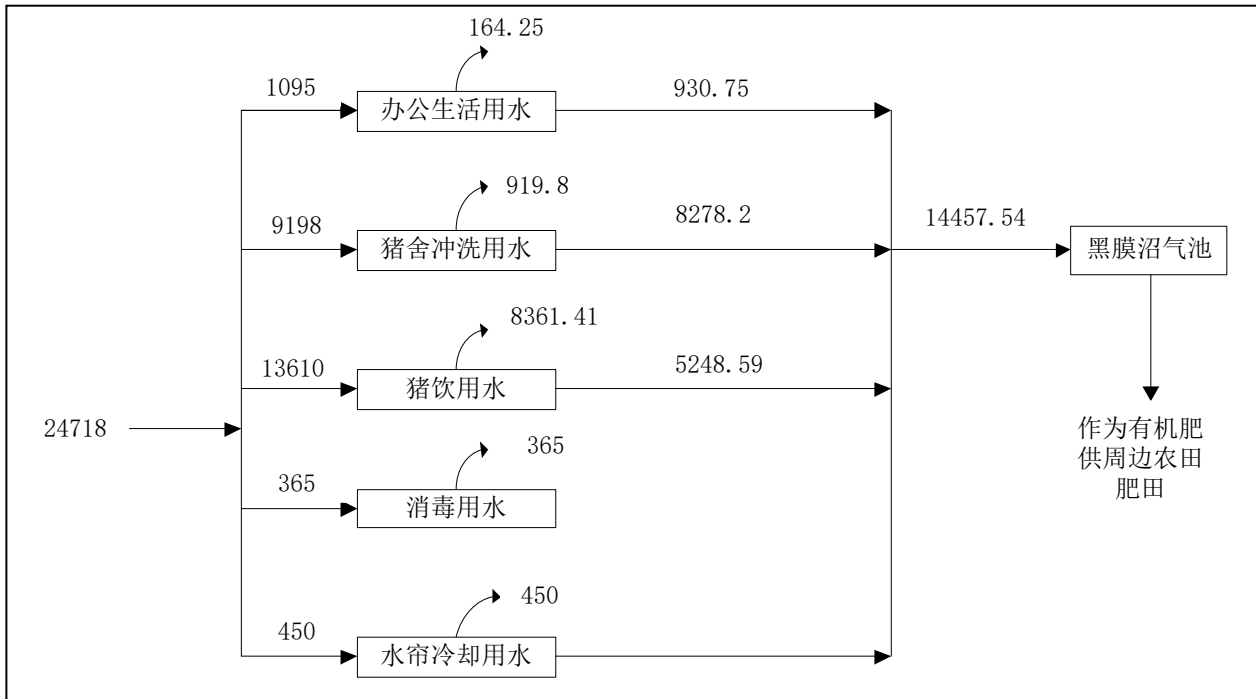 164.25
1095
办公生活用水
930.75
919.8
9198
猪舍冲洗用水
8278.2
14457.54
黑膜沼气池
8361.41
13610
猪饮用水
5248.59
24718
作为有机肥
供周边农田
肥田
365
365
消毒用水
450
450
水帘冷却用水